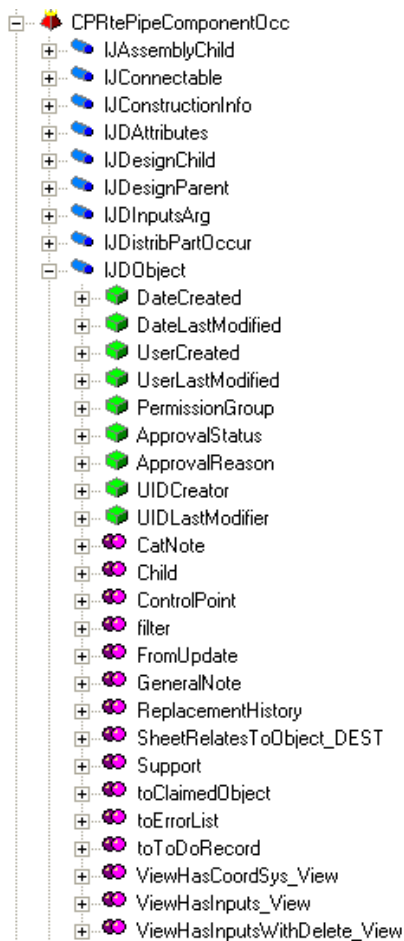 CPRtePipeComponentOcc
IJAssemblyChild
IJConnectable
IJConstructionInfo
IJDAttributes
IJDesignChild
IJDesignParent
IJDInputsArg
IJDistribPartOccur
IJDObject
DateCreated
DateLastModified
UserCreated
UserLastModified
PermissionGroup
ApprovalStatus
ApprovalReason
UIDCreator
UIDLastModifier
CatNote
Child
ControlPoint
filter
FromUpdate
GeneralNote
ReplacementHistory
SheetRelatesToObject_DEST
Support
toClaimedObject
toErrorList
toToDoRecord
ViewHasCoordSys_View
ViewHasInputs_View
ViewHasInputsWithDelete_View